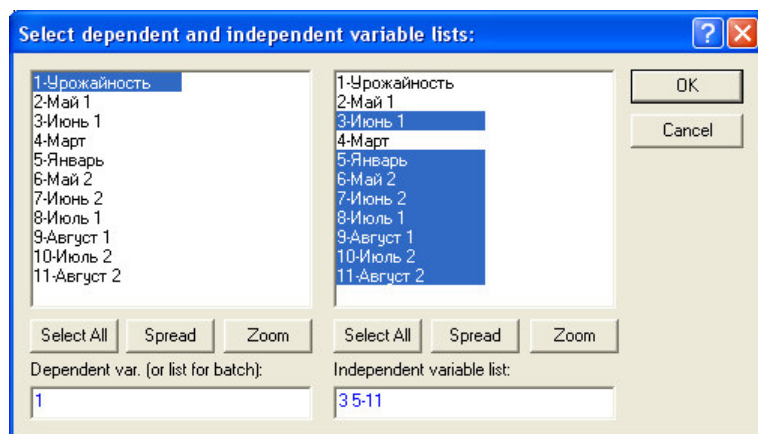 Select dependent and independent variable lists:
1-Урожайность
2-Май 1
3-Июнь 1
4-Март
5-Январь
6-Май 2
7-Июнь 2
8-Июль 1
9-Август 1
10-Июль 2
11-Август 2
Select All Spread Zoom
Dependent var. (or list for batch):
1
1-Урожайность
2-Май 1
3-Июнь 1
4-Март
5-Январь
6-Май 2
7-Июнь 2
8-Июль 1
9-Август 1
10-Июль 2
11-Август 2
Select All Spread Zoom
Independent variable list:
3 5-11
OK
Cancel